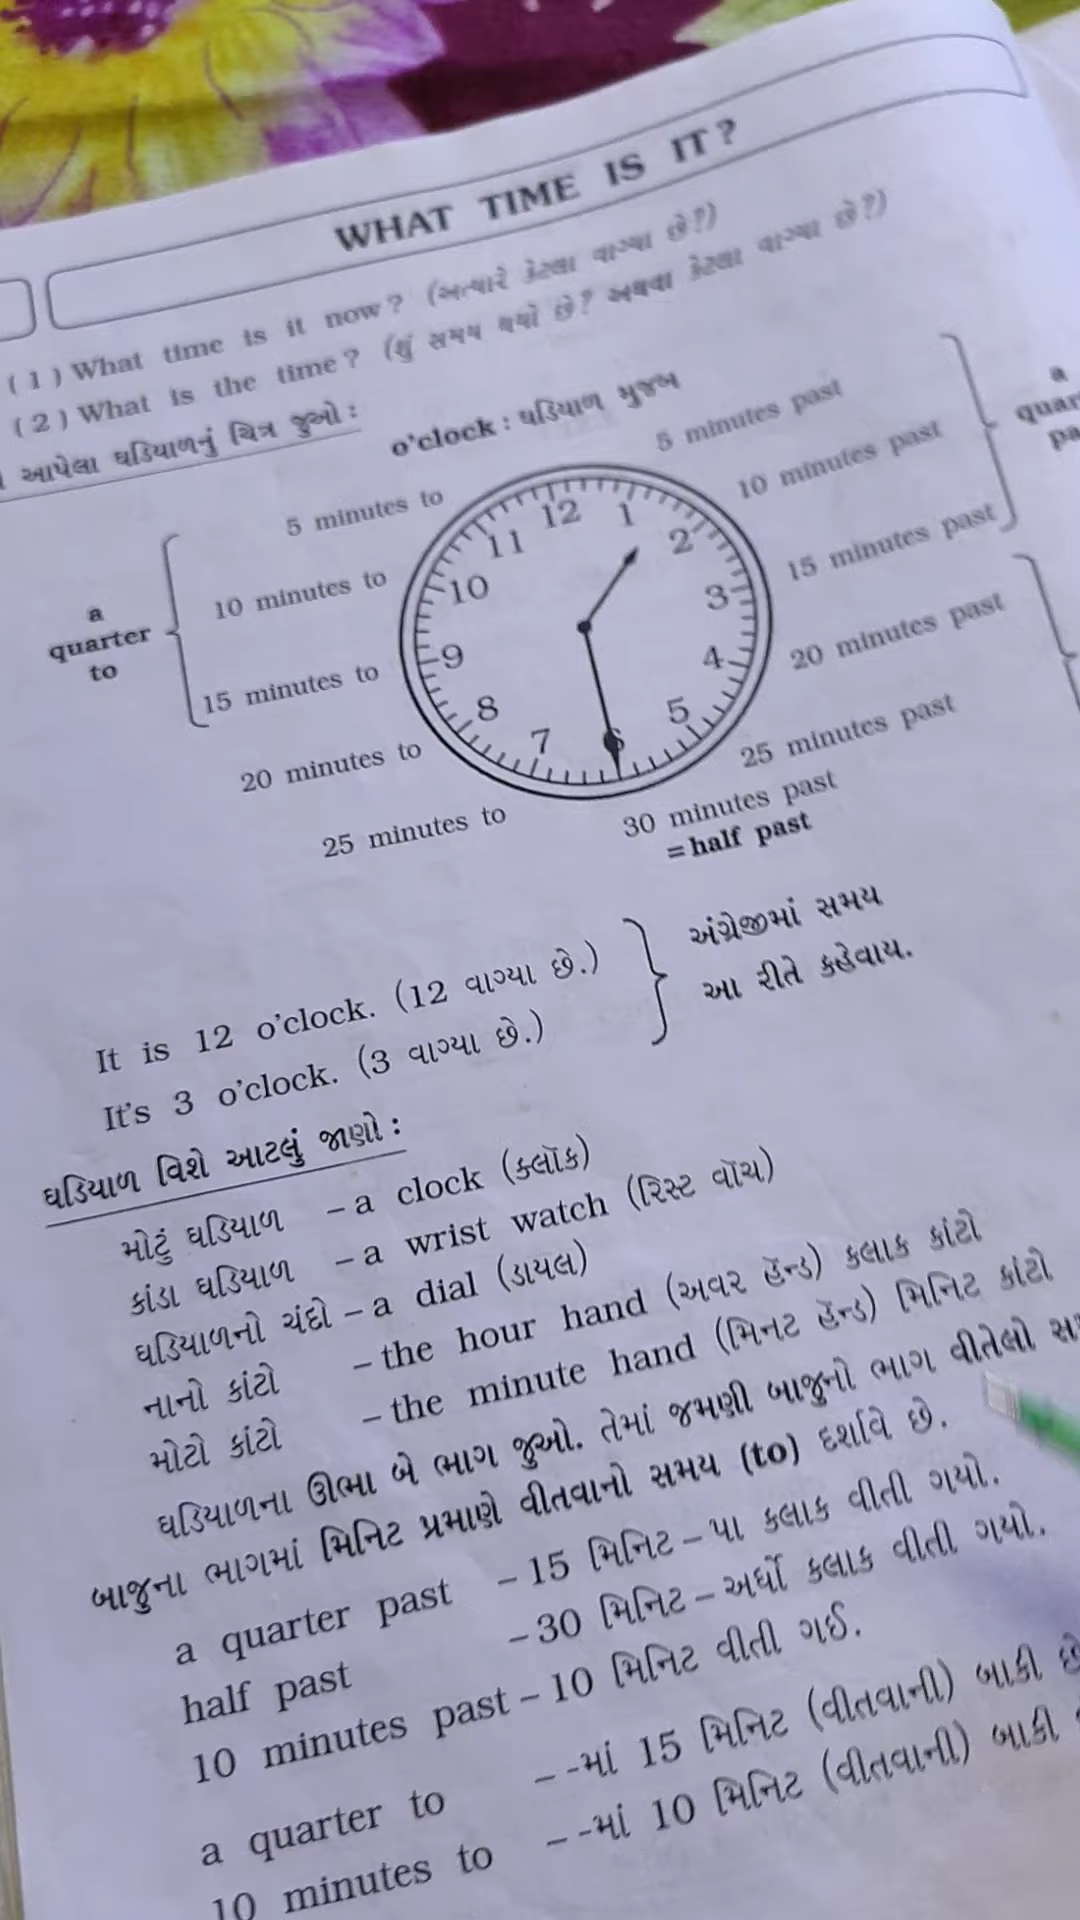 WHAT TIME IS IT?
(1) What time is it now? (અત્યારે કેટલા વાગ્યા છે?)
(2) What is the time? (શું સમય થયો છે? અથવા કેટલા વાગ્યા છે?)
આપેલા ઘડિયાળનું ચિત્ર જુઓ :
o'clock : ઘડિયાળ મુજબ
5 minutes past
10 minutes past
15 minutes past
a
quar
pa
20 minutes past
25 minutes past
30 minutes past
=half past
5 minutes to
10 minutes to
a
quarter
to
15 minutes to
20 minutes to
25 minutes to
12
1
2
3
4
5
6
7
8
9
10
11
It is 12 o'clock. (12 વાગ્યા છે.)
It's 3 o'clock. (3 વાગ્યા છે.)
અંગ્રેજીમાં સમય
આ રીતે કહેવાય.
ઘડિયાળ વિશે આટલું જાણો :
મોટું ઘડિયાળ – a clock (ક્લૉક)
કાંડા ઘડિયાળ – a wrist watch (રિસ્ટ વૉચ)
ઘડિયાળનો ચંદો – a dial (ડાયલ)
નાનો કાંટો – the hour hand (અવર હૅન્ડ) કલાક કાંટો
મોટો કાંટો – the minute hand (મિનટ હૅન્ડ) મિનિટ કાંટો
ઘડિયાળના ઊભા બે ભાગ જુઓ. તેમાં જમણી બાજુનો ભાગ વીતેલો સ
બાજુના ભાગમાં મિનિટ પ્રમાણે વીતવાનો સમય (to) દર્શાવે છે.
a quarter past – 15 મિનિટ – પા કલાક વીતી ગયો.
half past – 30 મિનિટ – અર્ધો કલાક વીતી ગયો.
10 minutes past – 10 મિનિટ વીતી ગઈ.
a quarter to – -માં 15 મિનિટ (વીતવાની) બાકી છે
10 minutes to – -માં 10 મિનિટ (વીતવાની) બાકી